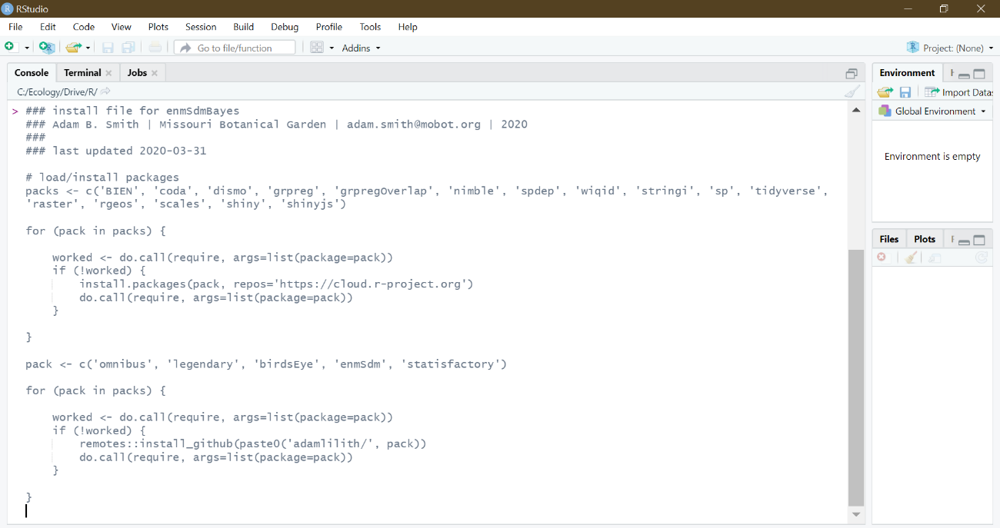 RStudio
File Edit Code View Plots Session Build Debug Profile Tools Help
Go to file/function Addins Project: (None)
Console Terminal Jobs
C:/Ecology/Drive/R/
> ### install file for enmSdmBayes
### Adam B. Smith | Missouri Botanical Garden | adam.smith@mobot.org | 2020
###
### last updated 2020-03-31
# load/install packages
packs <- c('BIEN', 'coda', 'dismo', 'grpreg', 'grpregOverlap', 'nimble', 'spdep', 'wiqid', 'stringi', 'sp', 'tidyverse',
'raster', 'rgeos', 'scales', 'shiny', 'shinyjs')
for (pack in packs) {
worked <- do.call(require, args=list(package=pack))
if (!worked) {
install.packages(pack, repos='https://cloud.r-project.org')
do.call(require, args=list(package=pack))
}
}
pack <- c('omnibus', 'legendary', 'birdsEye', 'enmSdm', 'statisfactory')
for (pack in packs) {
worked <- do.call(require, args=list(package=pack))
if (!worked) {
remotes::install_github(paste0('adamlilith/', pack))
do.call(require, args=list(package=pack))
}
}
Environment
Import Datas
Global Environment
Environment is empty
Files Plots